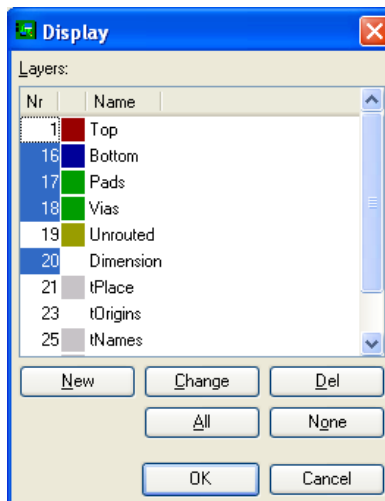 Display
Layers:
Nr Name
1 Top
16 Bottom
17 Pads
18 Vias
19 Unrouted
20 Dimension
21 tPlace
23 tOrigins
25 tNames
New Change Del
All None
OK Cancel